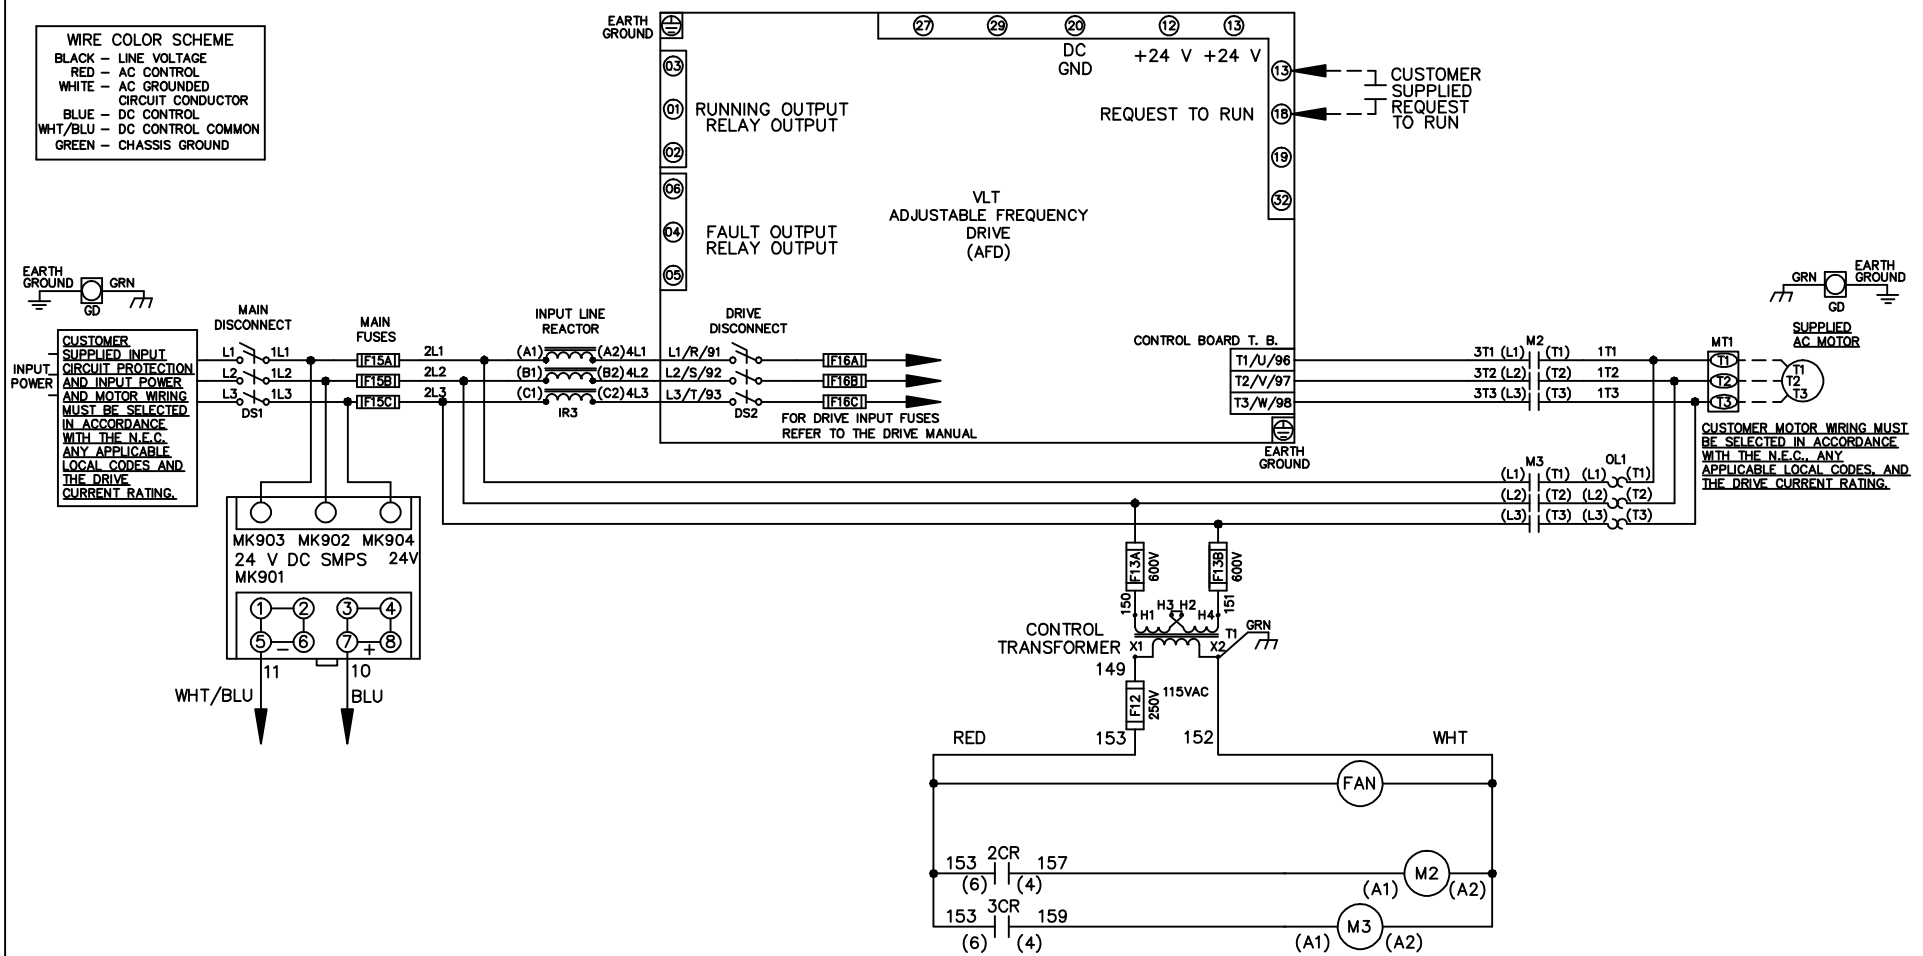 WIRE COLOR SCHEME
BLACK – LINE VOLTAGE
RED – AC CONTROL
WHITE – AC GROUNDED
CIRCUIT CONDUCTOR
BLUE – DC CONTROL
WHT/BLU – DC CONTROL COMMON
GREEN – CHASSIS GROUND
EARTH
GROUND
27 29 20 12 13
DC
GND
+24 V +24 V
03
01
02
RUNNING OUTPUT
RELAY OUTPUT
06
04
05
FAULT OUTPUT
RELAY OUTPUT
VLT
ADJUSTABLE FREQUENCY
DRIVE
(AFD)
REQUEST TO RUN
13
18
19
32
CUSTOMER
SUPPLIED
REQUEST
TO RUN
EARTH
GROUND
GRN
GD
INPUT
POWER
CUSTOMER
SUPPLIED INPUT
CIRCUIT PROTECTION
AND INPUT POWER
AND MOTOR WIRING
MUST BE SELECTED
IN ACCORDANCE
WITH THE N.E.C.
ANY APPLICABLE
LOCAL CODES AND
THE DRIVE
CURRENT RATING.
MAIN
DISCONNECT
L1 1L1
L2 1L2
L3 1L3
DS1
MAIN
FUSES
F15A
F15B
F15C
2L1
2L2
2L3
INPUT LINE
REACTOR
(A1) (A2) 4L1
(B1) (B2) 4L2
(C1) (C2) 4L3
IR3
L1/R/91
L2/S/92
L3/T/93
DRIVE
DISCONNECT
DS2
F16A
F16B
F16C
FOR DRIVE INPUT FUSES
REFER TO THE DRIVE MANUAL
CONTROL BOARD T. B.
T1/U/96
T2/V/97
T3/W/98
EARTH
GROUND
M2
3T1 (L1) (T1) 1T1
3T2 (L2) (T2) 1T2
3T3 (L3) (T3) 1T3
MT1
T1
T2
T3
GRN
GD
EARTH
GROUND
SUPPLIED
AC MOTOR
T1
T2
T3
CUSTOMER MOTOR WIRING MUST
BE SELECTED IN ACCORDANCE
WITH THE N.E.C., ANY
APPLICABLE LOCAL CODES, AND
THE DRIVE CURRENT RATING.
M3 OL1
(L1) (T1) (L1) (T1)
(L2) (T2) (L2) (T2)
(L3) (T3) (L3) (T3)
MK903 MK902 MK904
24 V DC SMPS 24V
MK901
1 2 3 4
5 – 6 7 + 8
11 10
WHT/BLU BLU
F13A 600V
F13B 600V
150 151
H1 H3 H2 H4
CONTROL
TRANSFORMER
X1 X2 T1 GRN
149
F12 250V
115VAC
153 152
RED WHT
FAN
153 2CR 157
(6) (4)
(A1) M2 (A2)
153 3CR 159
(6) (4)
(A1) M3 (A2)